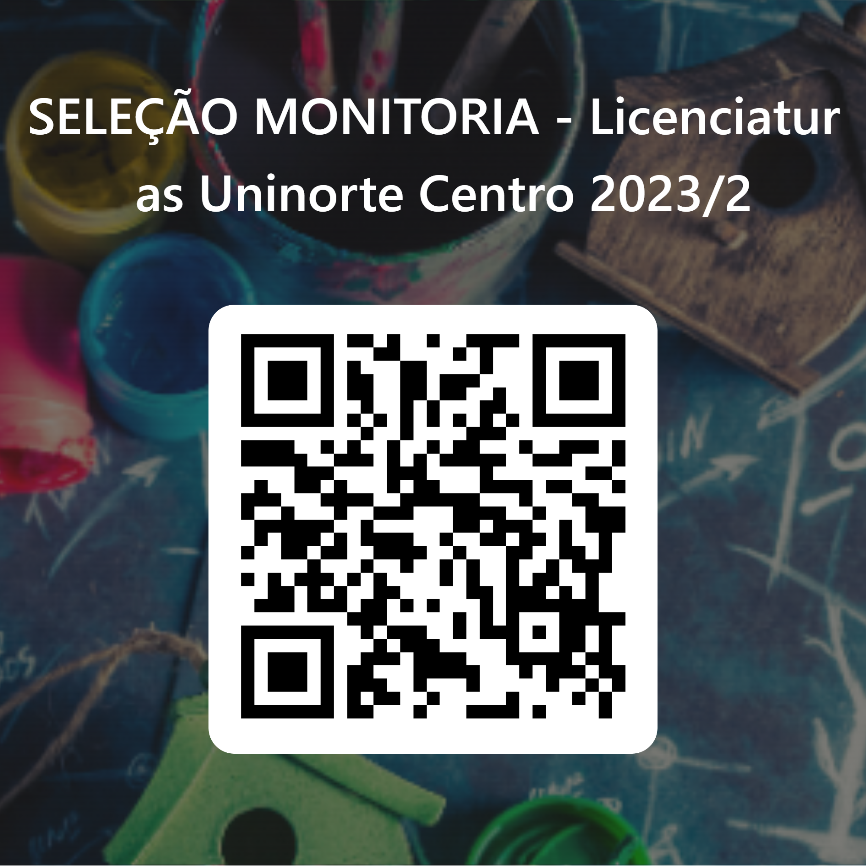 SELEÇÃO MONITORIA - Licenciatur
as Uninorte Centro 2023/2